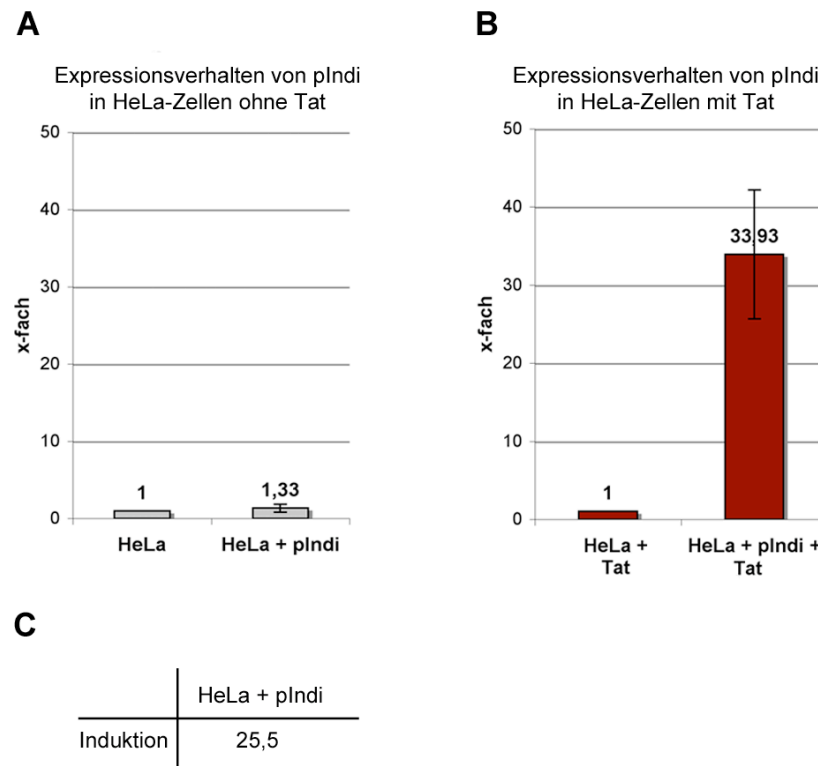 A
Expressionsverhalten von pIndi
in HeLa-Zellen ohne Tat
50
40
30
20
10
0
x-fach
1
1,33
HeLa
HeLa + pIndi
B
Expressionsverhalten von pIndi
in HeLa-Zellen mit Tat
50
40
30
20
10
0
x-fach
1
33,93
HeLa +
Tat
HeLa + pIndi +
Tat
C
HeLa + pIndi
Induktion 25,5